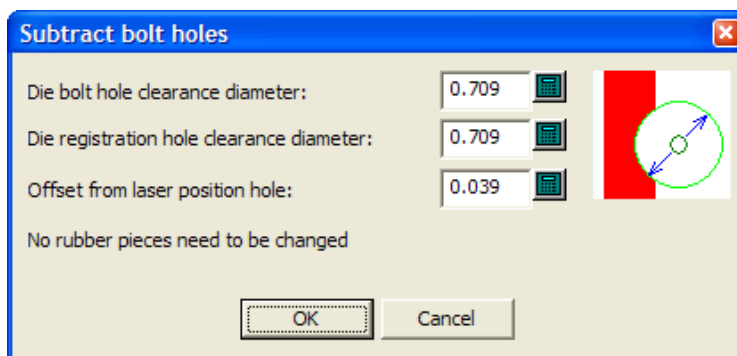 Subtract bolt holes
Die bolt hole clearance diameter: 0.709
Die registration hole clearance diameter: 0.709
Offset from laser position hole: 0.039
No rubber pieces need to be changed
OK Cancel